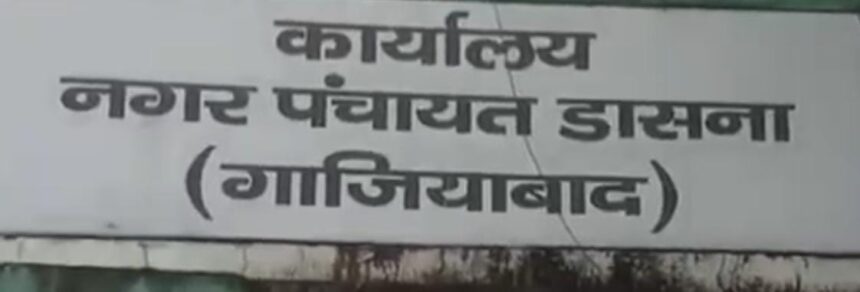 कार्यालय
नगर पंचायत डासना
(गाजियाबाद)